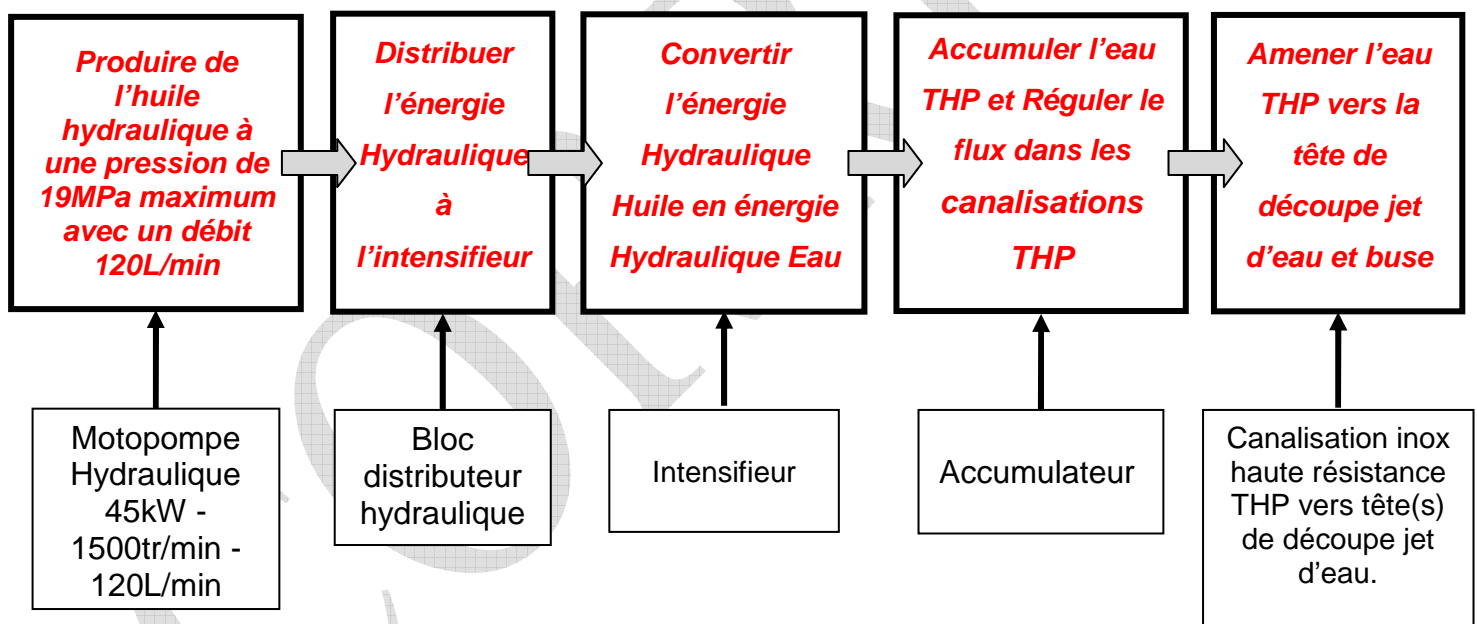 Produire de
l'huile
hydraulique à
une pression de
19MPa maximum
avec un débit
120L/min
Distribuer
l'énergie
Hydraulique
à
l'intensifieur
Convertir
l'énergie
Hydraulique
Huile en énergie
Hydraulique Eau
Accumuler l'eau
THP et Réguler le
flux dans les
canalisations
THP
Amener l'eau
THP vers la
tête de
découpe jet
d'eau et buse
Motopompe
Hydraulique
45kW -
1500tr/min -
120L/min
Bloc
distributeur
hydraulique
Intensifieur
Accumulateur
Canalisation inox
haute résistance
THP vers tête(s)
de découpe jet
d'eau.